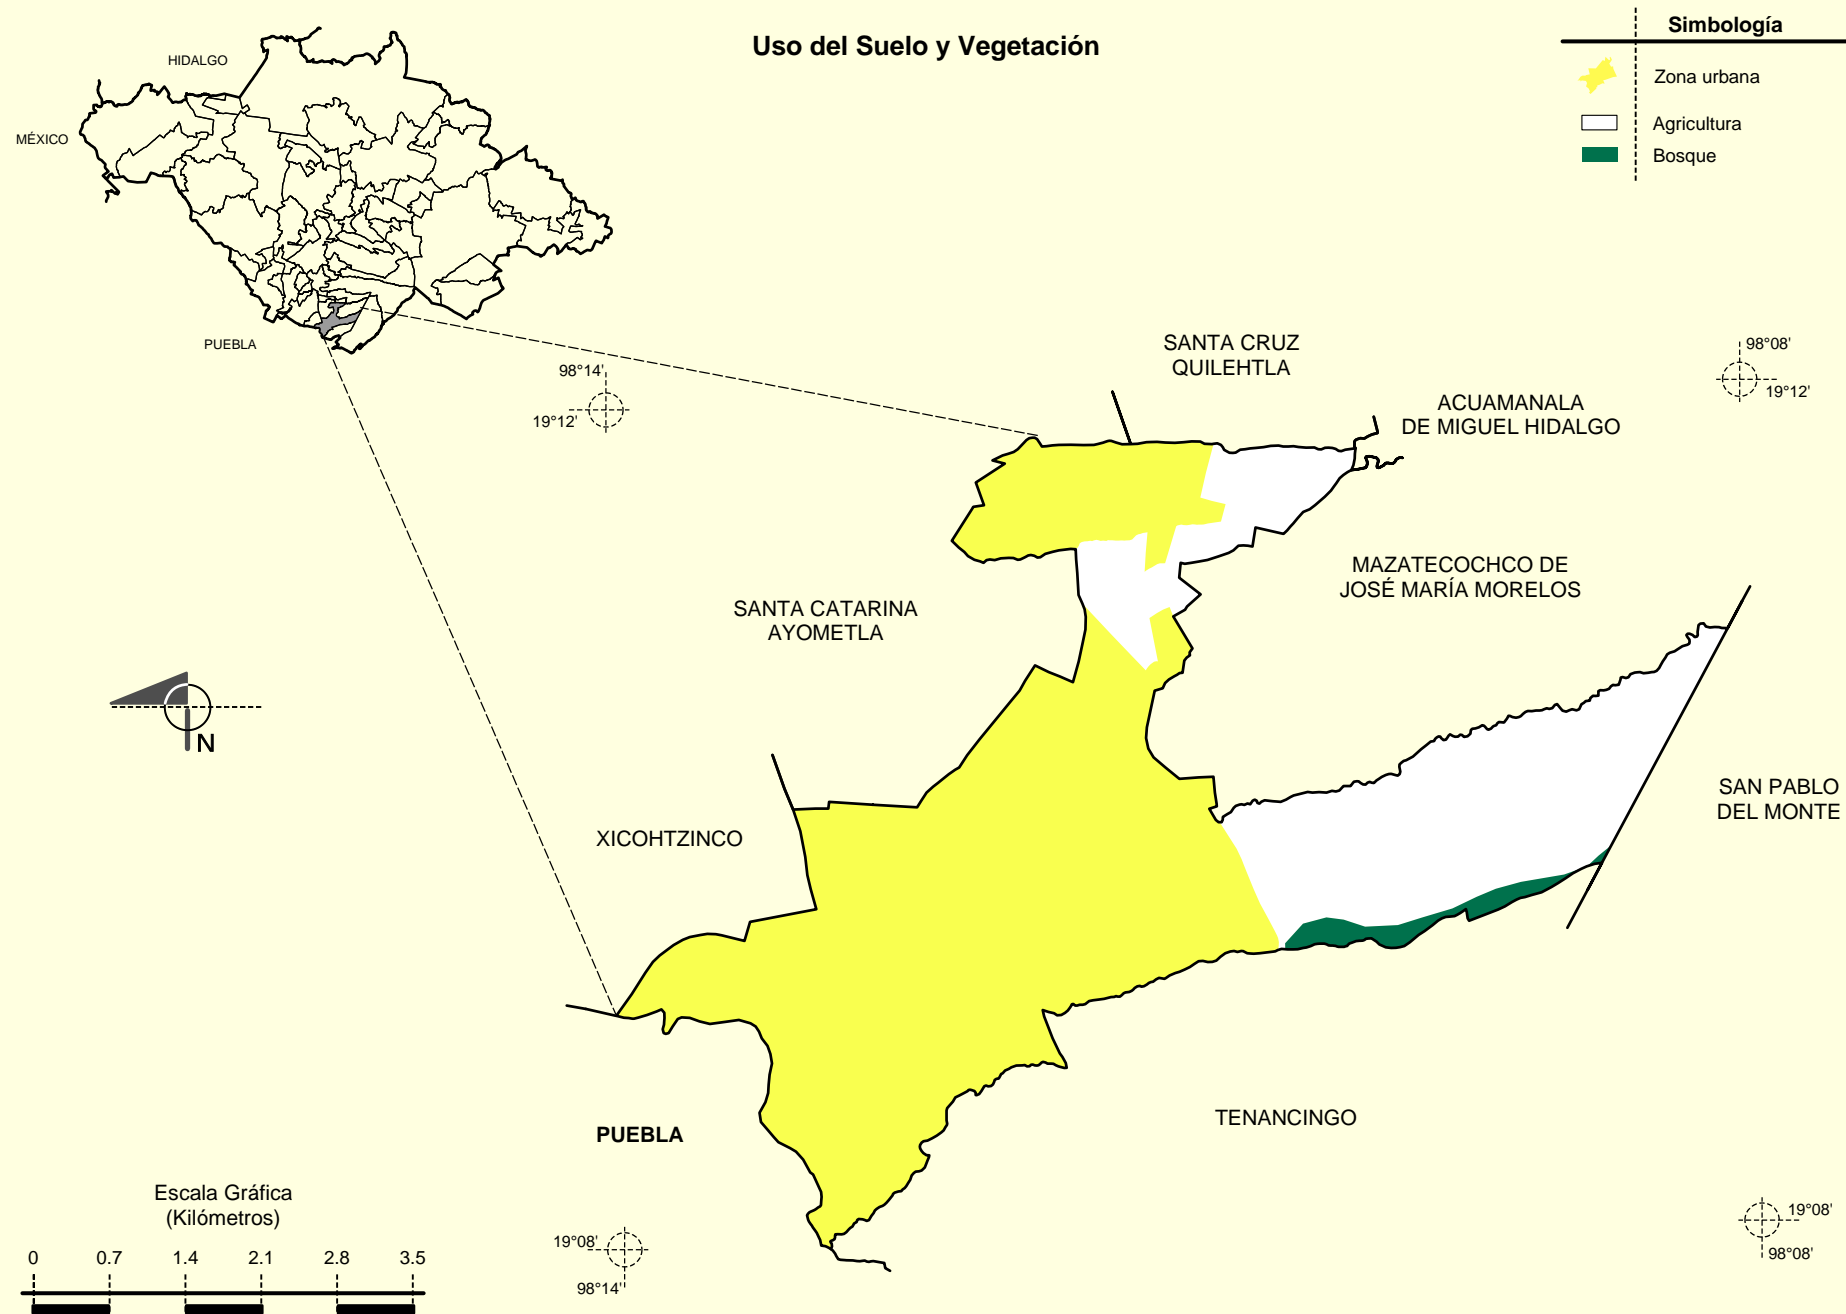 Uso del Suelo y Vegetación
Simbología
Zona urbana
Agricultura
Bosque
HIDALGO
MÉXICO
PUEBLA
98°14'
19°12'
SANTA CRUZ
QUILEHTLA
98°08'
19°12'
ACUAMANALA
DE MIGUEL HIDALGO
MAZATECOCHCO DE
JOSÉ MARÍA MORELOS
SANTA CATARINA
AYOMETLA
N
SAN PABLO
DEL MONTE
XICOHTZINCO
PUEBLA
TENANCINGO
Escala Gráfica
(Kilómetros)
0 0.7 1.4 2.1 2.8 3.5
19°08'
98°14'
19°08'
98°08'